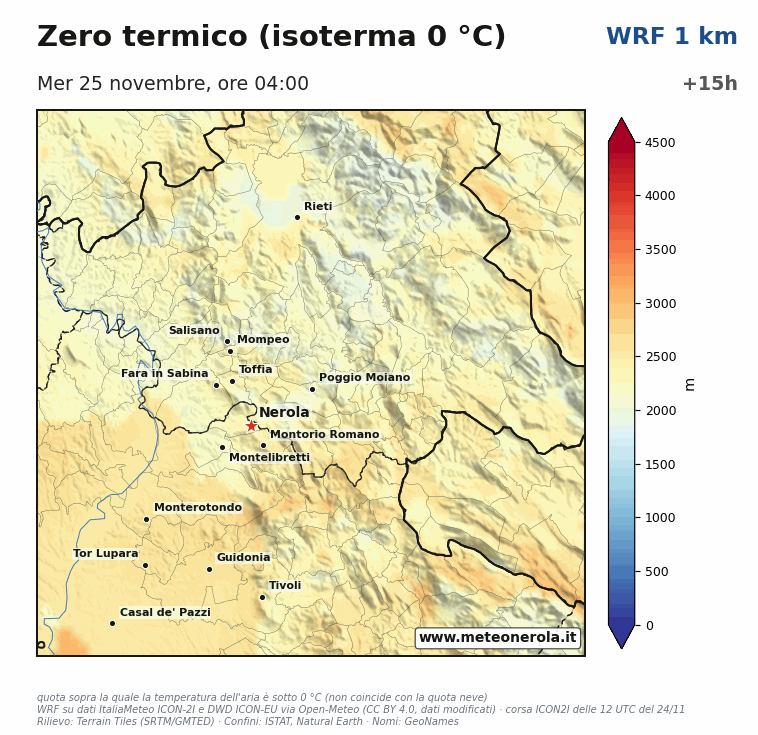 Zero termico (isoterma 0 °C)
WRF 1 km
Mer 25 novembre, ore 04:00
+15h
4500
4000
3500
3000
2500
2000
1500
1000
500
0
m
Rieti
Salisano
Mompeo
Toffia
Fara in Sabina
Poggio Moiano
Nerola
Montorio Romano
Montelibretti
Monterotondo
Tor Lupara
Guidonia
Tivoli
Casal de' Pazzi
www.meteonerola.it
quota sopra la quale la temperatura dell'aria è sotto 0 °C (non coincide con la quota neve)
WRF su dati ItaliaMeteo ICON-2I e DWD ICON-EU via Open-Meteo (CC BY 4.0, dati modificati) · corsa ICON2I delle 12 UTC del 24/11
Rilievo: Terrain Tiles (SRTM/GMTED) · Confini: ISTAT, Natural Earth · Nomi: GeoNames